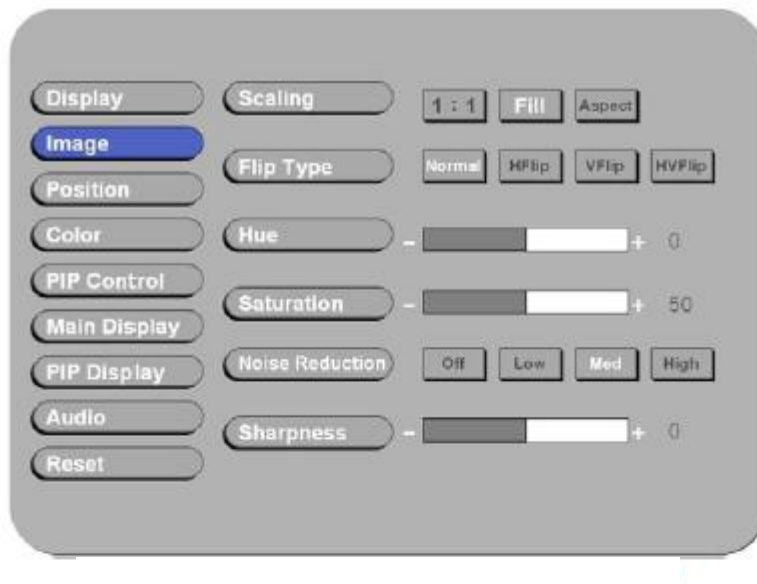 Display
Image
Position
Color
PIP Control
Main Display
PIP Display
Audio
Reset
Scaling 1 : 1 Fill Aspect
Flip Type Normal HFlip VFlip HVFlip
Hue - + 0
Saturation - + 50
Noise Reduction Off Low Med High
Sharpness - + 0